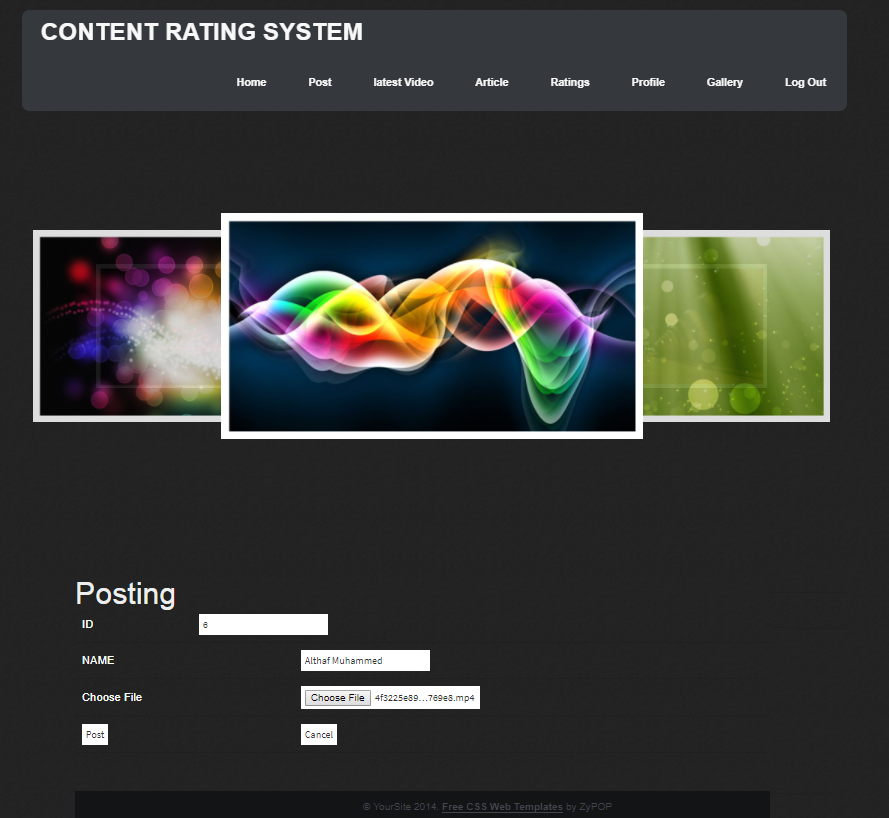 CONTENT RATING SYSTEM
Home Post latest Video Article Ratings Profile Gallery Log Out
Posting
ID 6
NAME Althaf Muhammed
Choose File Choose File 4f3225e89...769e8.mp4
Post Cancel
© YourSite 2014. Free CSS Web Templates by ZyPOP